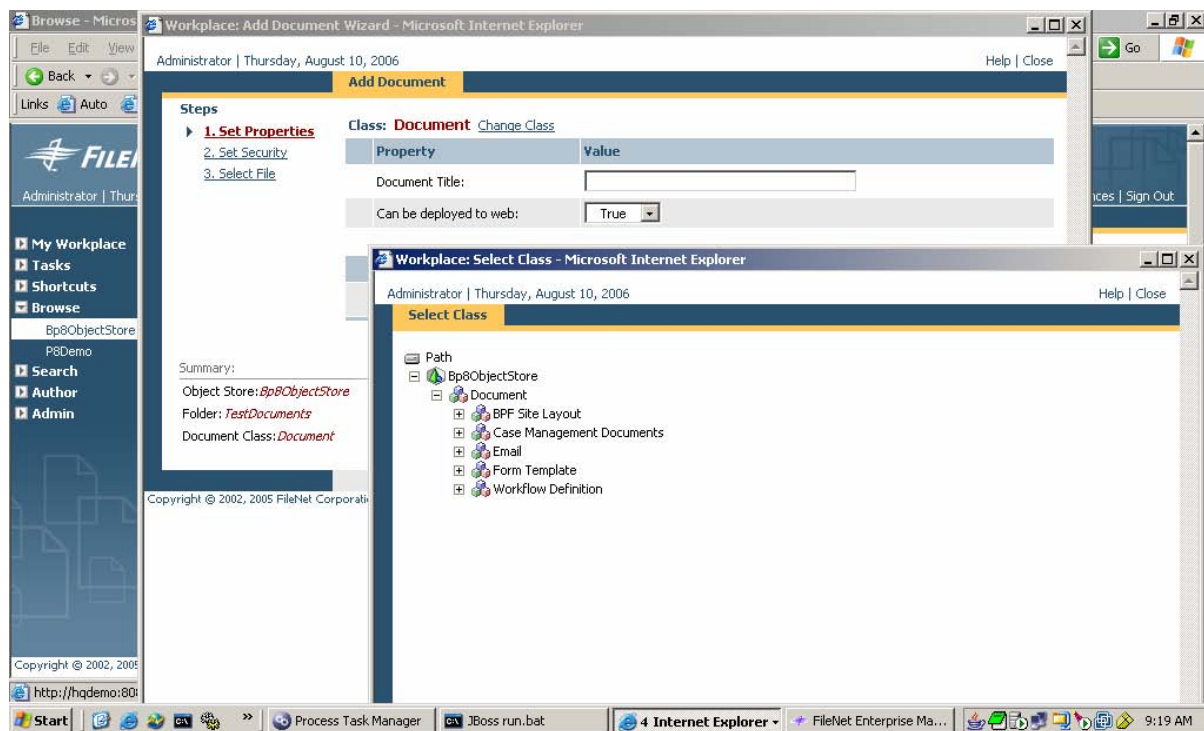 Browse - Micros
Workplace: Add Document Wizard - Microsoft Internet Explorer
File Edit View
Go
Administrator | Thursday, August 10, 2006
Help | Close
Back
Add Document
Links Auto
Steps
1. Set Properties
2. Set Security
3. Select File
Class: Document Change Class
Property Value
Document Title:
Can be deployed to web: True
Administrator | Thur
| Sign Out
My Workplace
Tasks
Shortcuts
Browse
Bp8ObjectStore
P8Demo
Search
Author
Admin
Summary:
Object Store: Bp8ObjectStore
Folder: TestDocuments
Document Class: Document
Copyright © 2002, 2005 FileNet Corporati
Workplace: Select Class - Microsoft Internet Explorer
Administrator | Thursday, August 10, 2006
Help | Close
Select Class
Path
Bp8ObjectStore
Document
BPF Site Layout
Case Management Documents
Email
Form Template
Workflow Definition
Copyright © 2002, 2005
http://hqdemo:80
Start
»
Process Task Manager
JBoss run.bat
4 Internet Explorer
FileNet Enterprise Ma...
9:19 AM